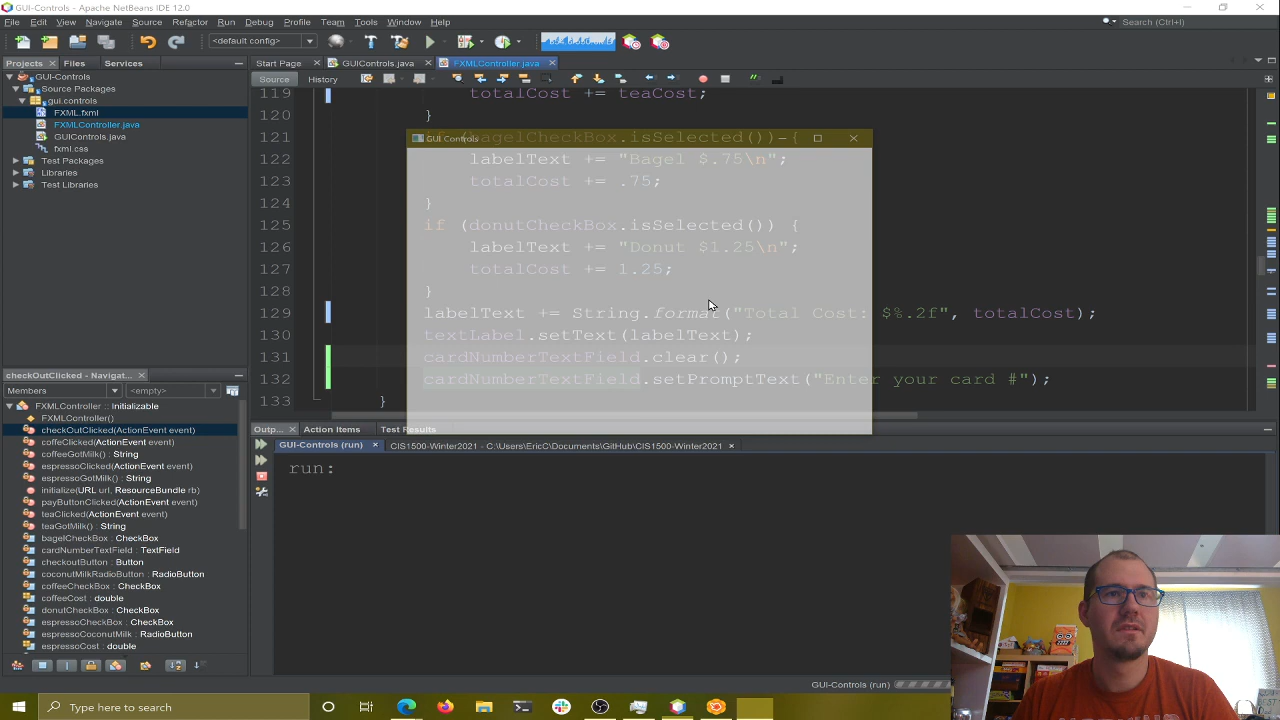 GUI-Controls - Apache NetBeans IDE 12.0
File Edit View Navigate Source Refactor Run Debug Profile Team Tools Window Help
Search (Ctrl+I)
<default config>
Projects Files Services
Start Page GUIControls.java FXMLController.java
Source History
GUI-Controls
Source Packages
gui.controls
FXML.fxml
FXMLController.java
GUIControls.java
fxml.css
Test Packages
Libraries
Test Libraries
119 totalCost += teaCost;
120 }
GUI Controls
121 (bagelCheckBox.isSelected()) {
122 labelText += "Bagel $.75\n";
123 totalCost += .75;
124 }
125 if (donutCheckBox.isSelected()) {
126 labelText += "Donut $1.25\n";
127 totalCost += 1.25;
128 }
129 labelText += String.format("Total Cost: $%.2f", totalCost);
130 textLabel.setText(labelText);
131 cardNumberTextField.clear();
132 cardNumberTextField.setPromptText("Enter your card #");
133 }
checkOutClicked - Navigat...
Members <empty>
FXMLController :: Initializable
FXMLController()
checkOutClicked(ActionEvent event)
coffeClicked(ActionEvent event)
coffeeGotMilk() : String
espressoClicked(ActionEvent event)
espressoGotMilk() : String
initialize(URL url, ResourceBundle rb)
payButtonClicked(ActionEvent event)
teaClicked(ActionEvent event)
teaGotMilk() : String
bagelCheckBox : CheckBox
cardNumberTextField : TextField
checkoutButton : Button
coconutMilkRadioButton : RadioButton
coffeeCheckBox : CheckBox
coffeeCost : double
donutCheckBox : CheckBox
espressoCheckBox : CheckBox
espressoCoconutMilk : RadioButton
espressoCost : double
Outp... Action Items Test Results
GUI-Controls (run) CIS1500-Winter2021 - C:\Users\EricC\Documents\GitHub\CIS1500-Winter2021
run:
GUI-Controls (run)
Type here to search